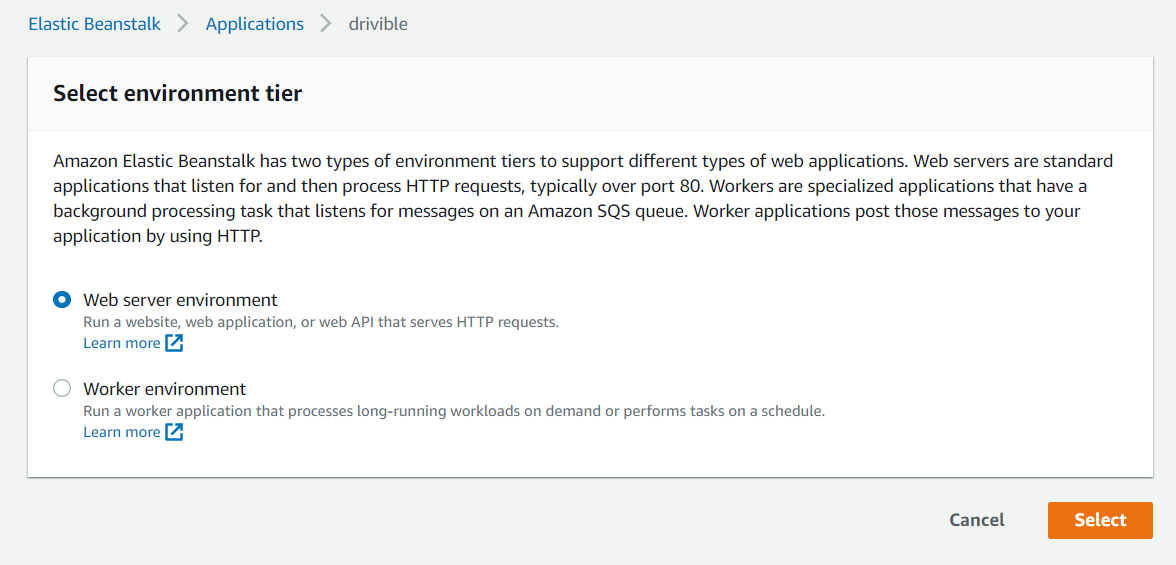 Elastic Beanstalk > Applications > drivible
Select environment tier
Amazon Elastic Beanstalk has two types of environment tiers to support different types of web applications. Web servers are standard
applications that listen for and then process HTTP requests, typically over port 80. Workers are specialized applications that have a
background processing task that listens for messages on an Amazon SQS queue. Worker applications post those messages to your
application by using HTTP.
Web server environment
Run a website, web application, or web API that serves HTTP requests.
Learn more
Worker environment
Run a worker application that processes long-running workloads on demand or performs tasks on a schedule.
Learn more
Cancel Select